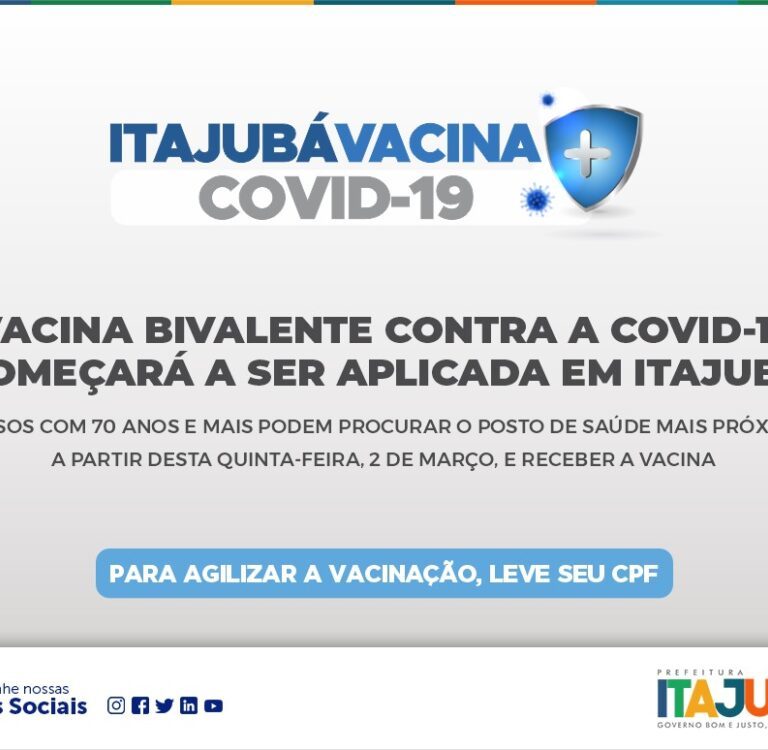 ITAJUBÁVACINA
COVID-19
VACINA BIVALENTE CONTRA A COVID-1
OMEÇARÁ A SER APLICADA EM ITAJUB
SOS COM 70 ANOS E MAIS PODEM PROCURAR O POSTO DE SAÚDE MAIS PRÓX
A PARTIR DESTA QUINTA-FEIRA, 2 DE MARÇO, E RECEBER A VACINA
PARA AGILIZAR A VACINAÇÃO, LEVE SEU CPF
nhe nossas
s Sociais
PREFEITURA
ITAJU
GOVERNO BOM E JUSTO,